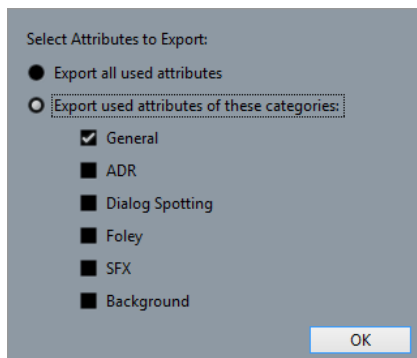 Select Attributes to Export:
Export all used attributes
Export used attributes of these categories:
General
ADR
Dialog Spotting
Foley
SFX
Background
OK